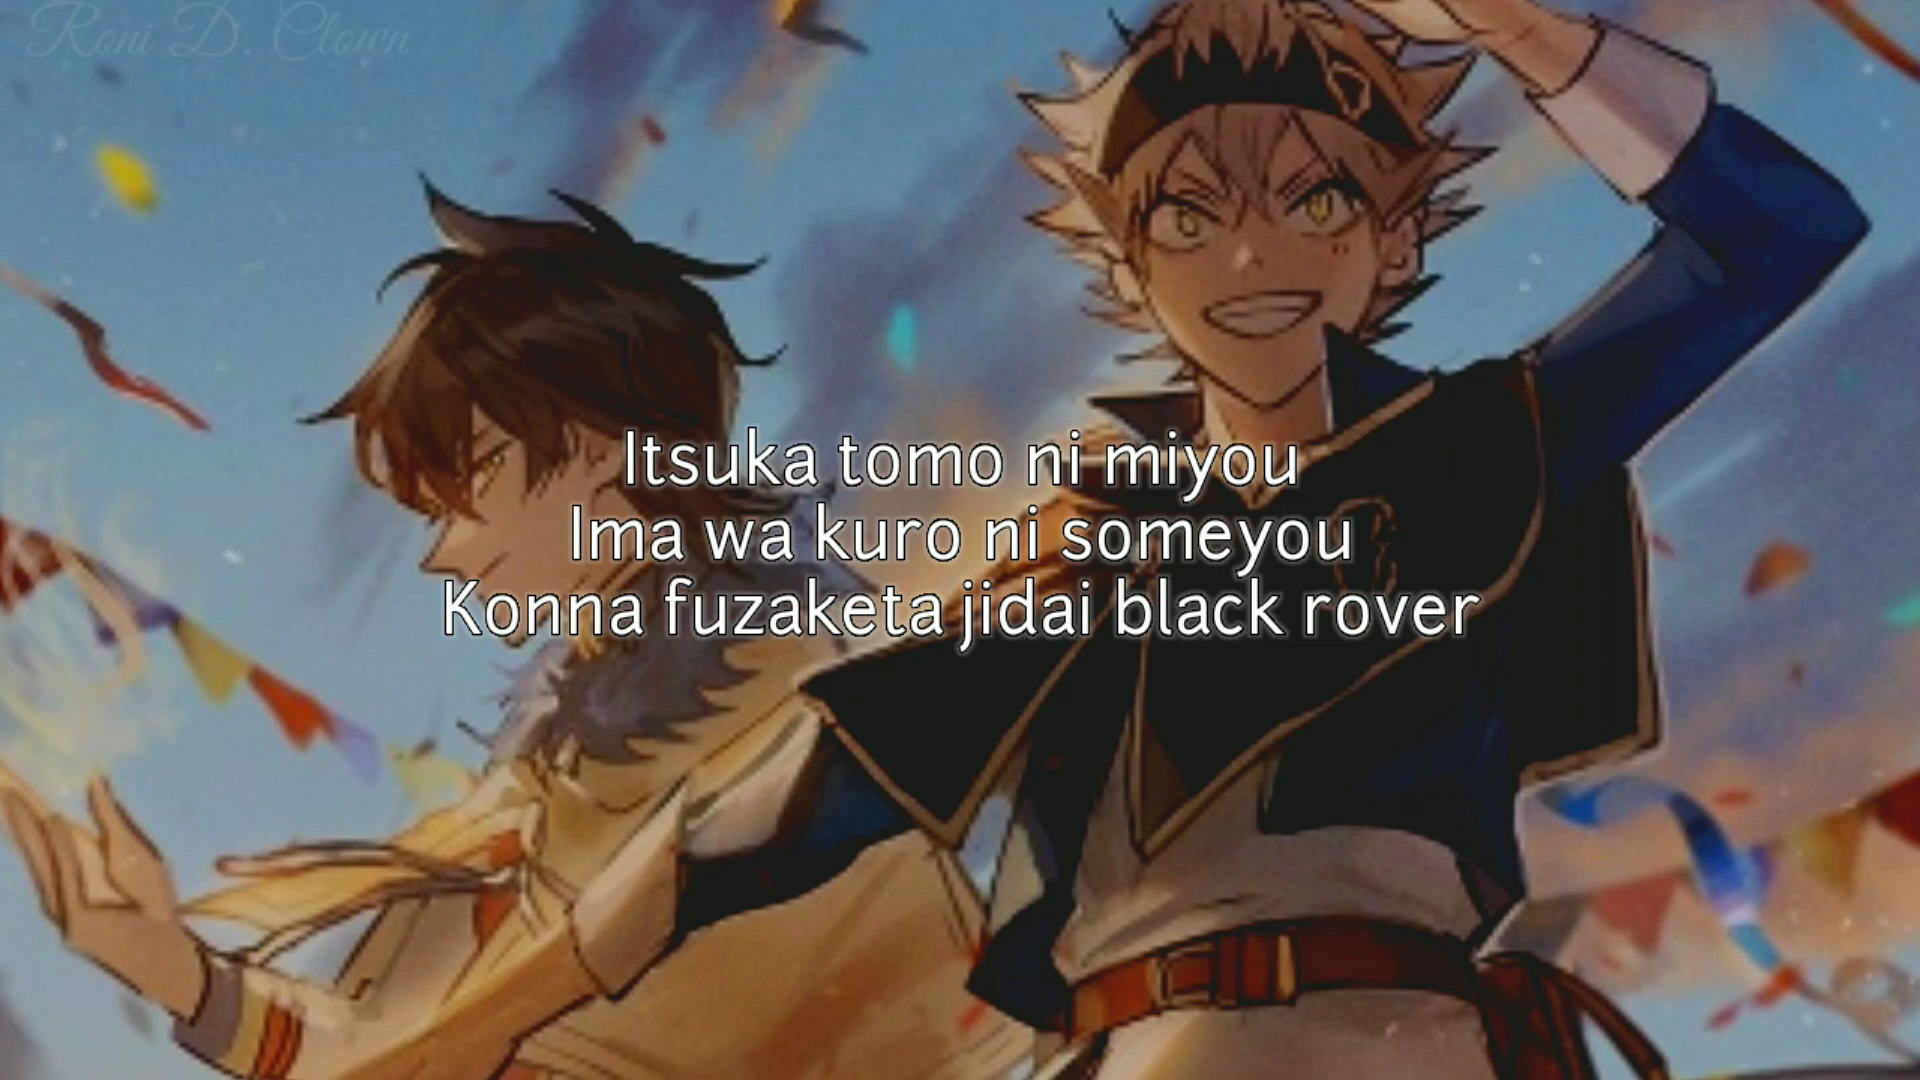 Roni D. Clown
Itsuka tomo ni miyou
Ima wa kuro ni someyou
Konna fuzaketa jidai black rover